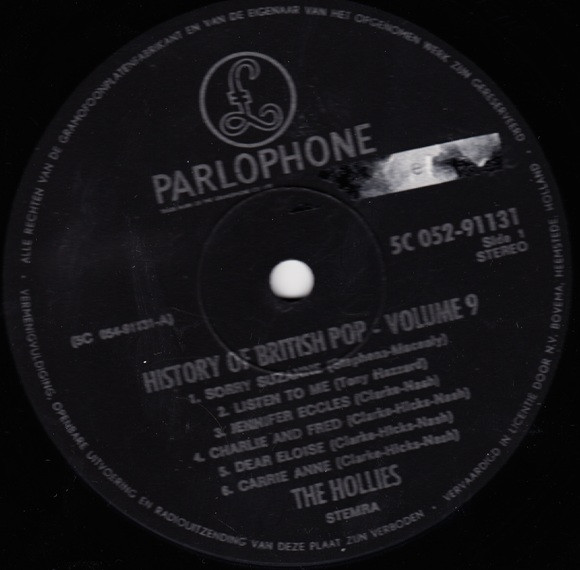 ALLE RECHTEN VAN DE GRAMOFOONPLATENFABRIKANT EN VAN DE EIGENAAR VAN HET OPGENOMEN WERK ZIJN GERESERVEERD ·
£
PARLOPHONE
5C 052-91131
Side 1
STEREO
(5C 054-91131-A)
HISTORY OF BRITISH POP - VOLUME 9
1. SORRY SUZANNE (Stephens-Macauly)
2. LISTEN TO ME (Tony Hazzard)
3. JENNIFER ECCLES (Clarke-Nash)
4. CHARLIE AND FRED (Clarke-Hicks-Nash)
5. DEAR ELOISE (Clarke-Hicks-Nash)
6. CARRIE ANNE (Clarke-Hicks-Nash)
THE HOLLIES
STEMRA
VERMENIGVULDIGING, OPENBARE UITVOERING EN RADIOUITZENDING VAN DEZE PLAAT ZIJN VERBODEN ·
VERVAARDIGD IN LICENTIE DOOR N.V. BOVEMA, HEEMSTEDE, HOLLAND ·